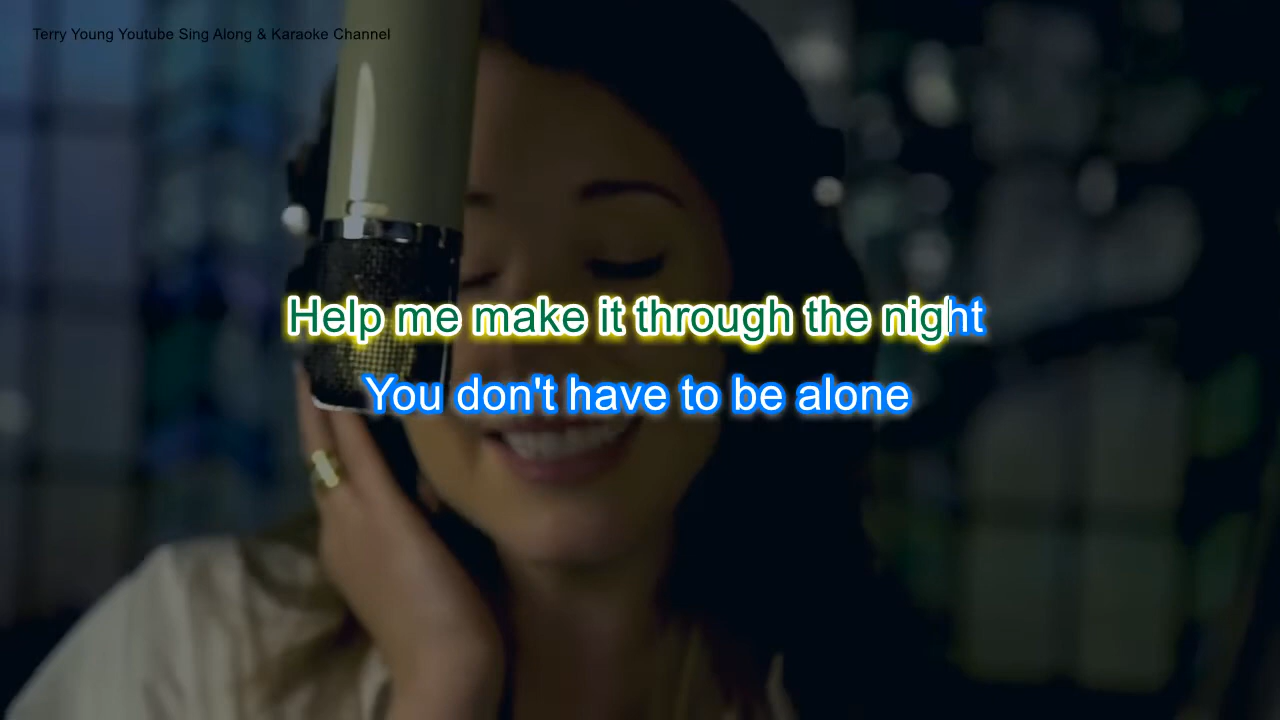 Terry Young Youtube Sing Along & Karaoke Channel
Help me make it through the night
You don't have to be alone